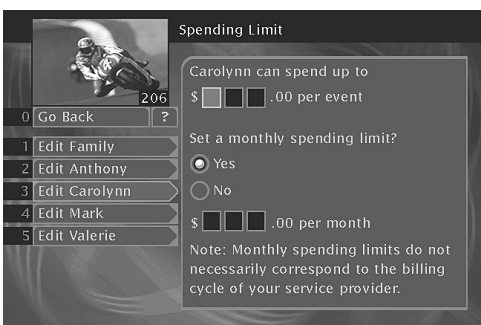 Spending Limit
206
0 Go Back ?
1 Edit Family
2 Edit Anthony
3 Edit Carolynn
4 Edit Mark
5 Edit Valerie
Carolynn can spend up to
$ .00 per event
Set a monthly spending limit?
Yes
No
$ .00 per month
Note: Monthly spending limits do not
necessarily correspond to the billing
cycle of your service provider.